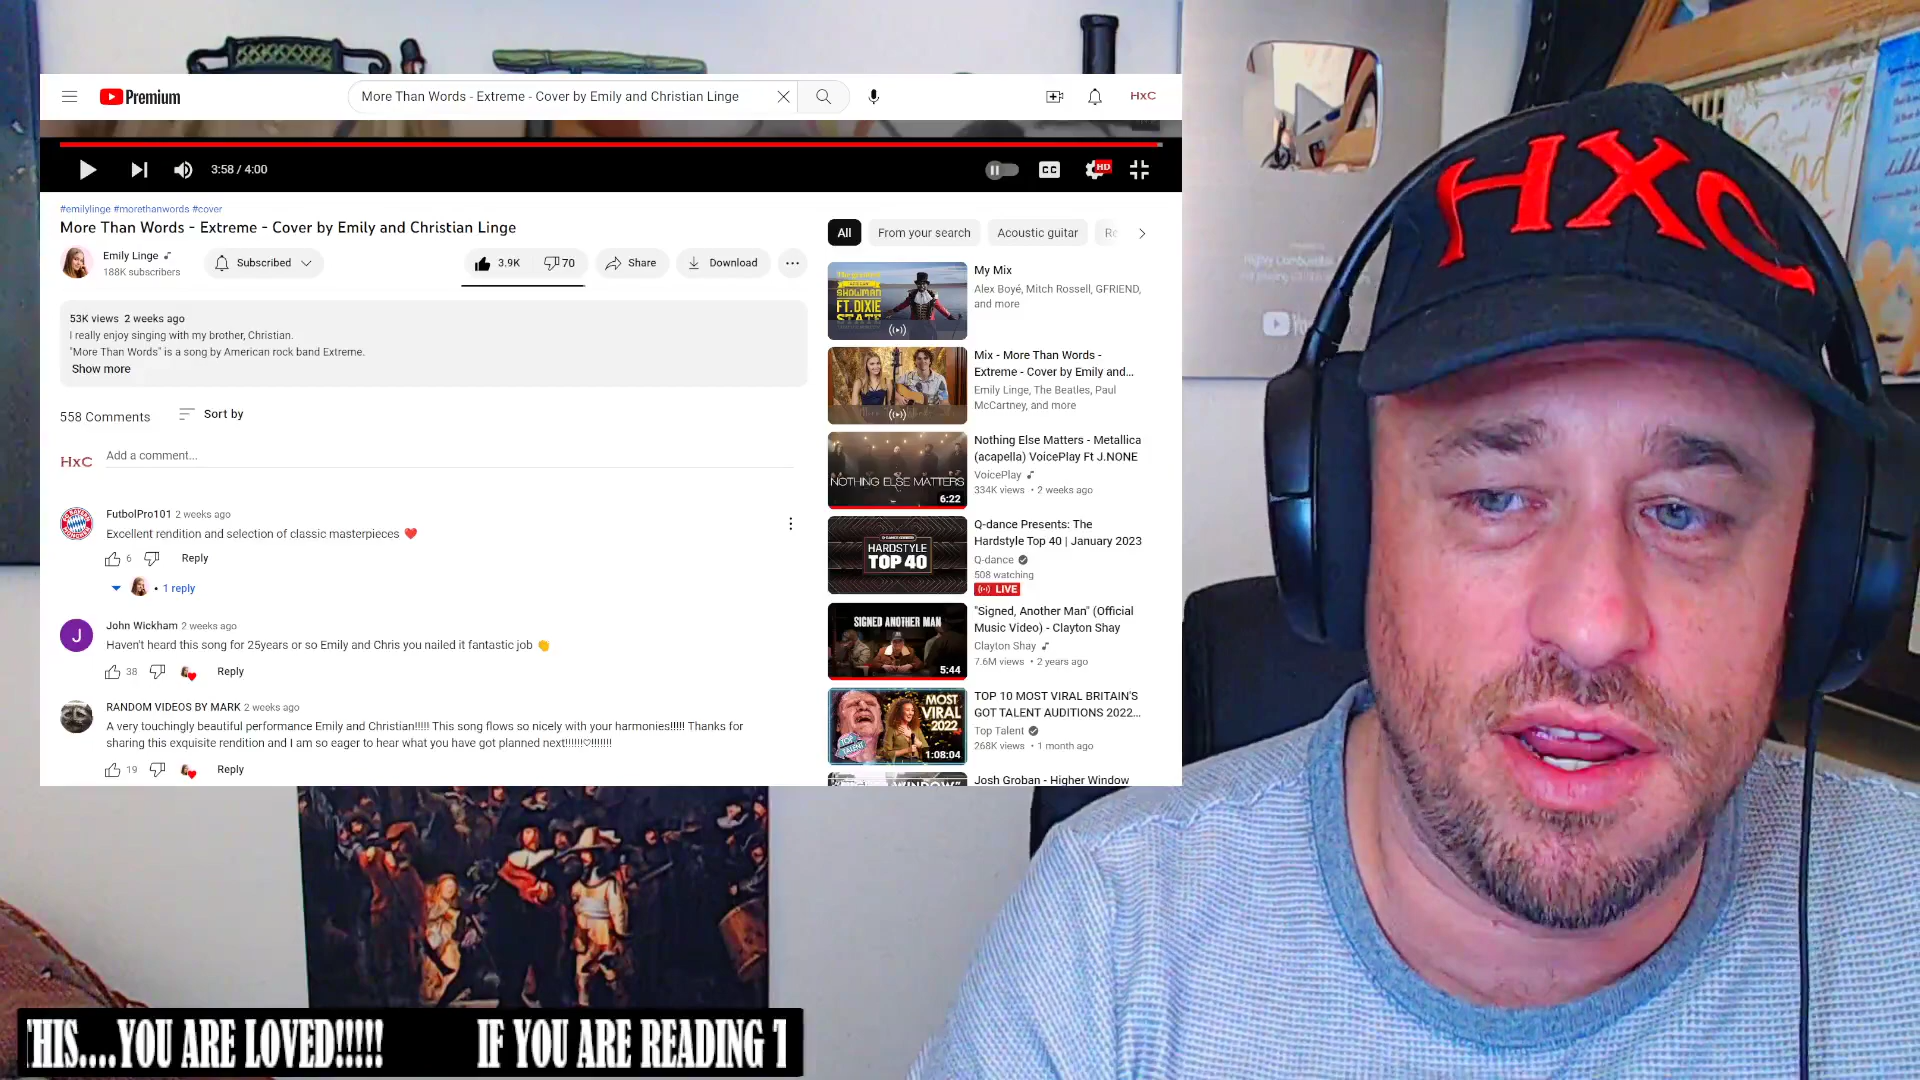 Premium
More Than Words - Extreme - Cover by Emily and Christian Linge
HxC
3:58 / 4:00
CC
HD
#emilylinge #morethanwords #cover
More Than Words - Extreme - Cover by Emily and Christian Linge
Emily Linge
188K subscribers
Subscribed
3.9K
70
Share
Download
53K views 2 weeks ago
I really enjoy singing with my brother, Christian.
"More Than Words" is a song by American rock band Extreme.
Show more
558 Comments
Sort by
HxC
Add a comment...
FutbolPro101 2 weeks ago
Excellent rendition and selection of classic masterpieces ❤️
6
Reply
• 1 reply
J
John Wickham 2 weeks ago
Haven't heard this song for 25years or so Emily and Chris you nailed it fantastic job 👏
38
Reply
RANDOM VIDEOS BY MARK 2 weeks ago
A very touchingly beautiful performance Emily and Christian!!!!! This song flows so nicely with your harmonies!!!!! Thanks for
sharing this exquisite rendition and I am so eager to hear what you have got planned next!!!!!!♡!!!!!!!
19
Reply
All
From your search
Acoustic guitar
SHOWMAN
FT. DIXIE
STATE
My Mix
Alex Boyé, Mitch Rossell, GFRIEND,
and more
Mix - More Than Words -
Extreme - Cover by Emily and...
Emily Linge, The Beatles, Paul
McCartney, and more
NOTHING ELSE MATTERS
6:22
Nothing Else Matters - Metallica
(acapella) VoicePlay Ft J.NONE
VoicePlay
334K views • 2 weeks ago
HARDSTYLE
TOP 40
Q-dance Presents: The
Hardstyle Top 40 | January 2023
Q-dance
508 watching
LIVE
SIGNED ANOTHER MAN
5:44
"Signed, Another Man" (Official
Music Video) - Clayton Shay
Clayton Shay
7.6M views • 2 years ago
MOST
VIRAL
2022
TOP
TALENT
1:08:04
TOP 10 MOST VIRAL BRITAIN'S
GOT TALENT AUDITIONS 2022...
Top Talent
268K views • 1 month ago
Josh Groban - Higher Window
HXC
HIS....YOU ARE LOVED!!!!! IF YOU ARE READING T